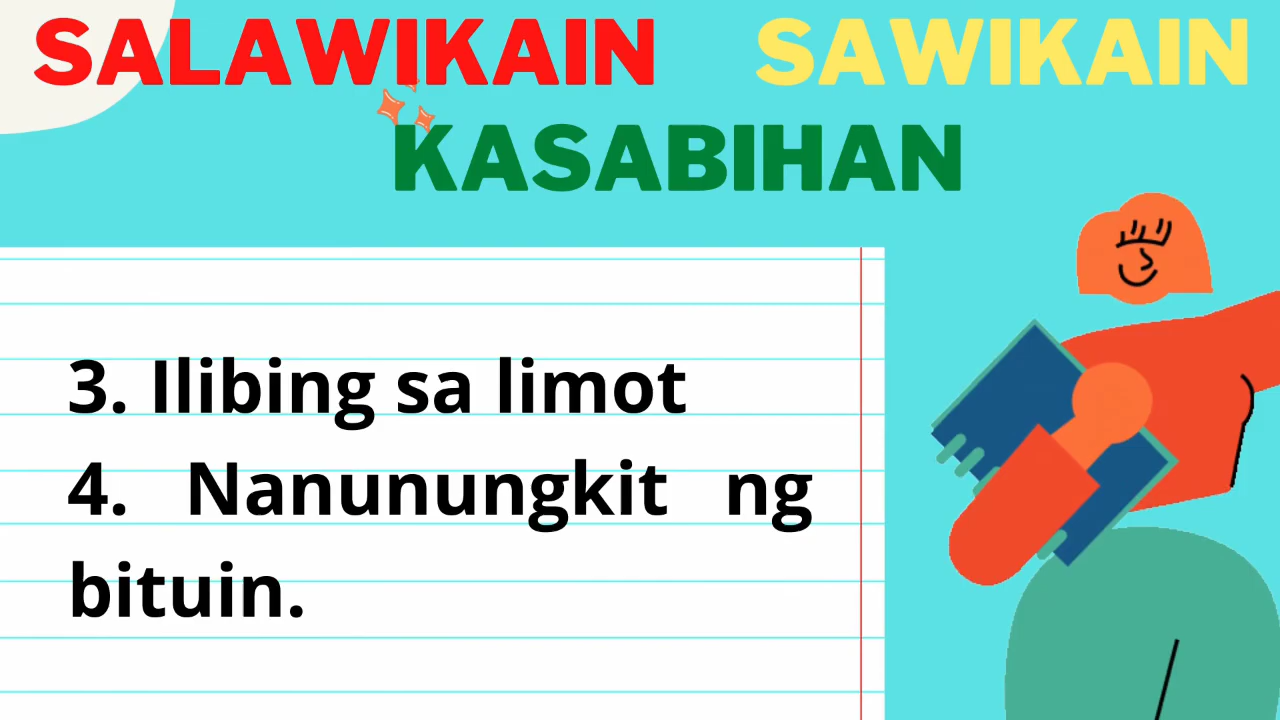 SALAWIKAIN SAWIKAIN
KASABIHAN
3. Ilibing sa limot
4. Nanunungkit ng
bituin.